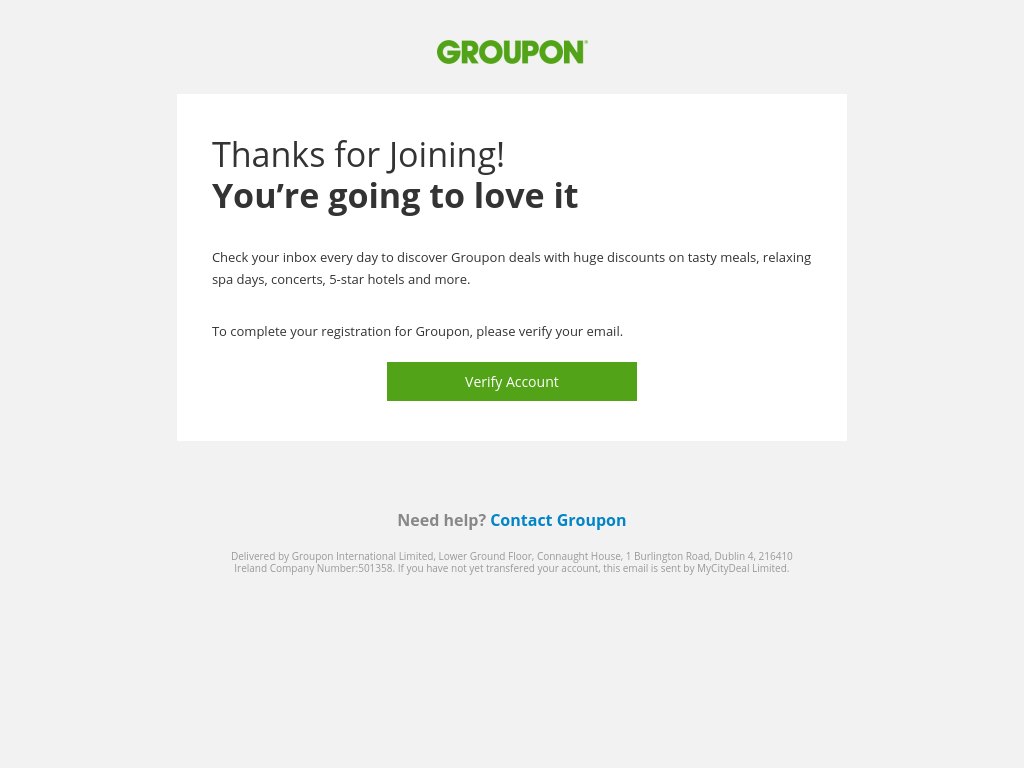 GROUPON
Thanks for Joining!
You’re going to love it
Check your inbox every day to discover Groupon deals with huge discounts on tasty meals, relaxing
spa days, concerts, 5-star hotels and more.
To complete your registration for Groupon, please verify your email.
Verify Account
Need help? Contact Groupon
Delivered by Groupon International Limited, Lower Ground Floor, Connaught House, 1 Burlington Road, Dublin 4, 216410
Ireland Company Number:501358. If you have not yet transfered your account, this email is sent by MyCityDeal Limited.